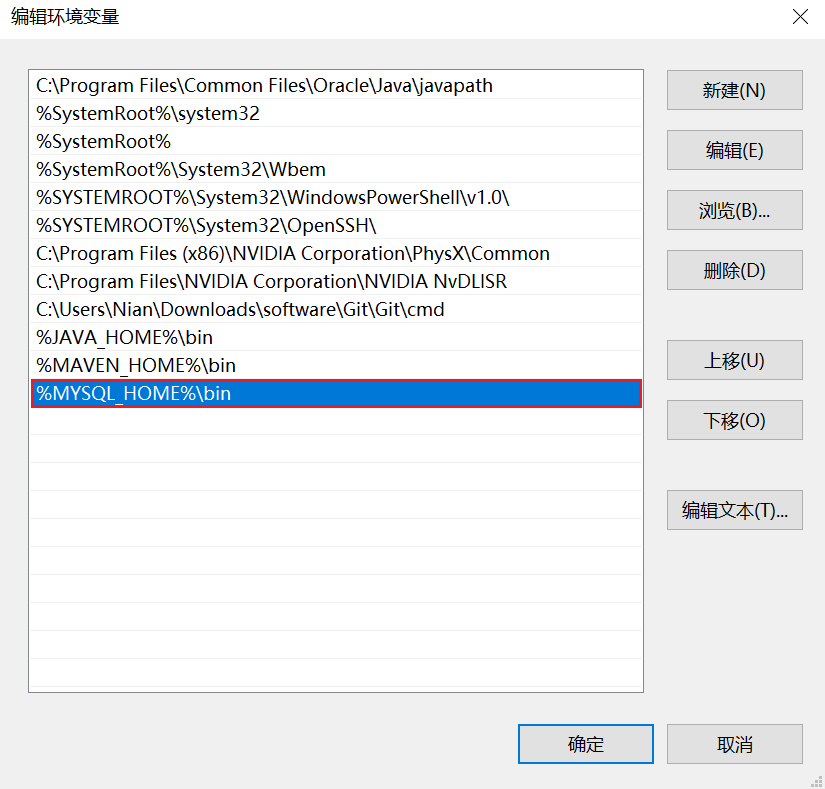 编辑环境变量
C:\Program Files\Common Files\Oracle\Java\javapath
%SystemRoot%\system32
%SystemRoot%
%SystemRoot%\System32\Wbem
%SYSTEMROOT%\System32\WindowsPowerShell\v1.0\
%SYSTEMROOT%\System32\OpenSSH\
C:\Program Files (x86)\NVIDIA Corporation\PhysX\Common
C:\Program Files\NVIDIA Corporation\NVIDIA NvDLISR
C:\Users\Nian\Downloads\software\Git\Git\cmd
%JAVA_HOME%\bin
%MAVEN_HOME%\bin
%MYSQL_HOME%\bin
新建(N)
编辑(E)
浏览(B)...
删除(D)
上移(U)
下移(O)
编辑文本(T)...
确定
取消